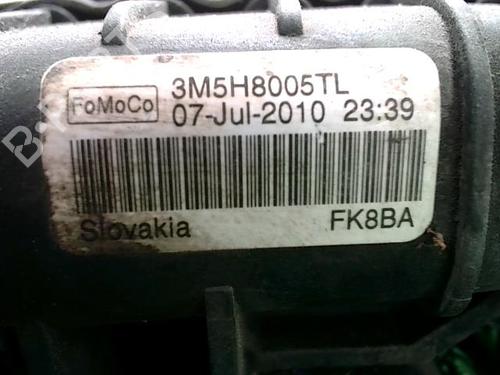 FoMoCo
3M5H8005TL
07-Jul-2010 23:39
Slovakia
FK8BA